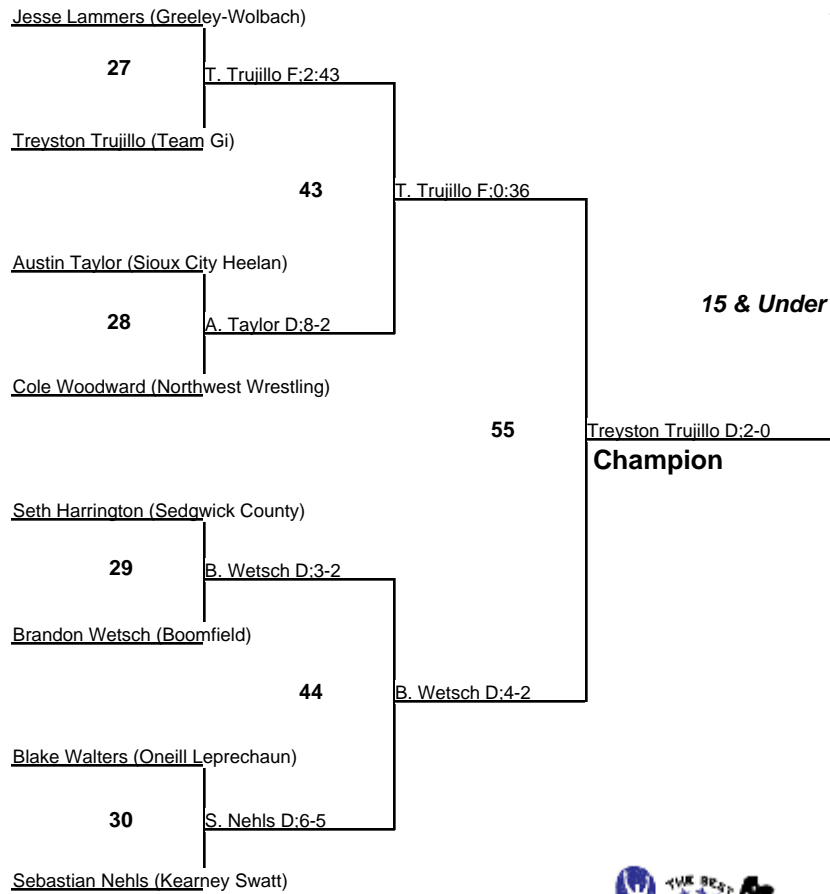 Jesse Lammers (Greeley-Wolbach)
27
T. Trujillo F;2:43
Treyston Trujillo (Team Gi)
43
T. Trujillo F;0:36
Austin Taylor (Sioux City Heelan)
15 & Under
28
A. Taylor D;8-2
Cole Woodward (Northwest Wrestling)
55
Treyston Trujillo D;2-0
Champion
Seth Harrington (Sedgwick County)
29
B. Wetsch D;3-2
Brandon Wetsch (Boomfield)
44
B. Wetsch D;4-2
Blake Walters (Oneill Leprechaun)
30
S. Nehls D;6-5
Sebastian Nehls (Kearney Swatt)
THE BEST